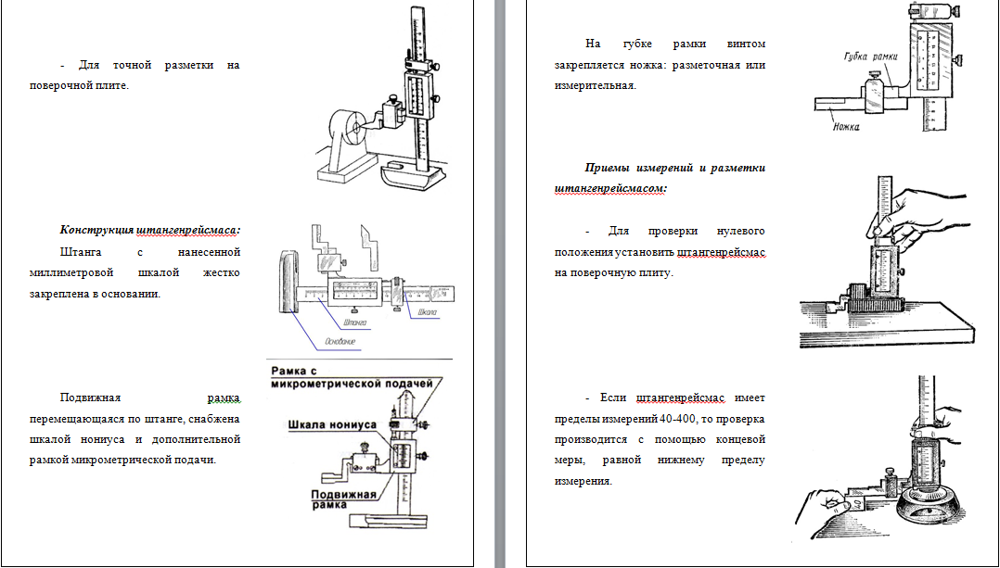 - Для точной разметки на
поверочной плите.
Конструкция штангенрейсмаса:
Штанга с нанесенной
миллиметровой шкалой жестко
закреплена в основании.
Шкала
Штанга
Основание
Подвижная рамка
перемещающаяся по штанге, снабжена
шкалой нониуса и дополнительной
рамкой микрометрической подачи.
Рамка с
микрометрической подачей
Шкала нониуса
Подвижная
рамка
На губке рамки винтом
закрепляется ножка: разметочная или
измерительная.
Губка рамки
Ножка
Приемы измерений и разметки
штангенрейсмасом:
- Для проверки нулевого
положения установить штангенрейсмас
на поверочную плиту.
- Если штангенрейсмас имеет
пределы измерений 40-400, то проверка
производится с помощью концевой
меры, равной нижнему пределу
измерения.